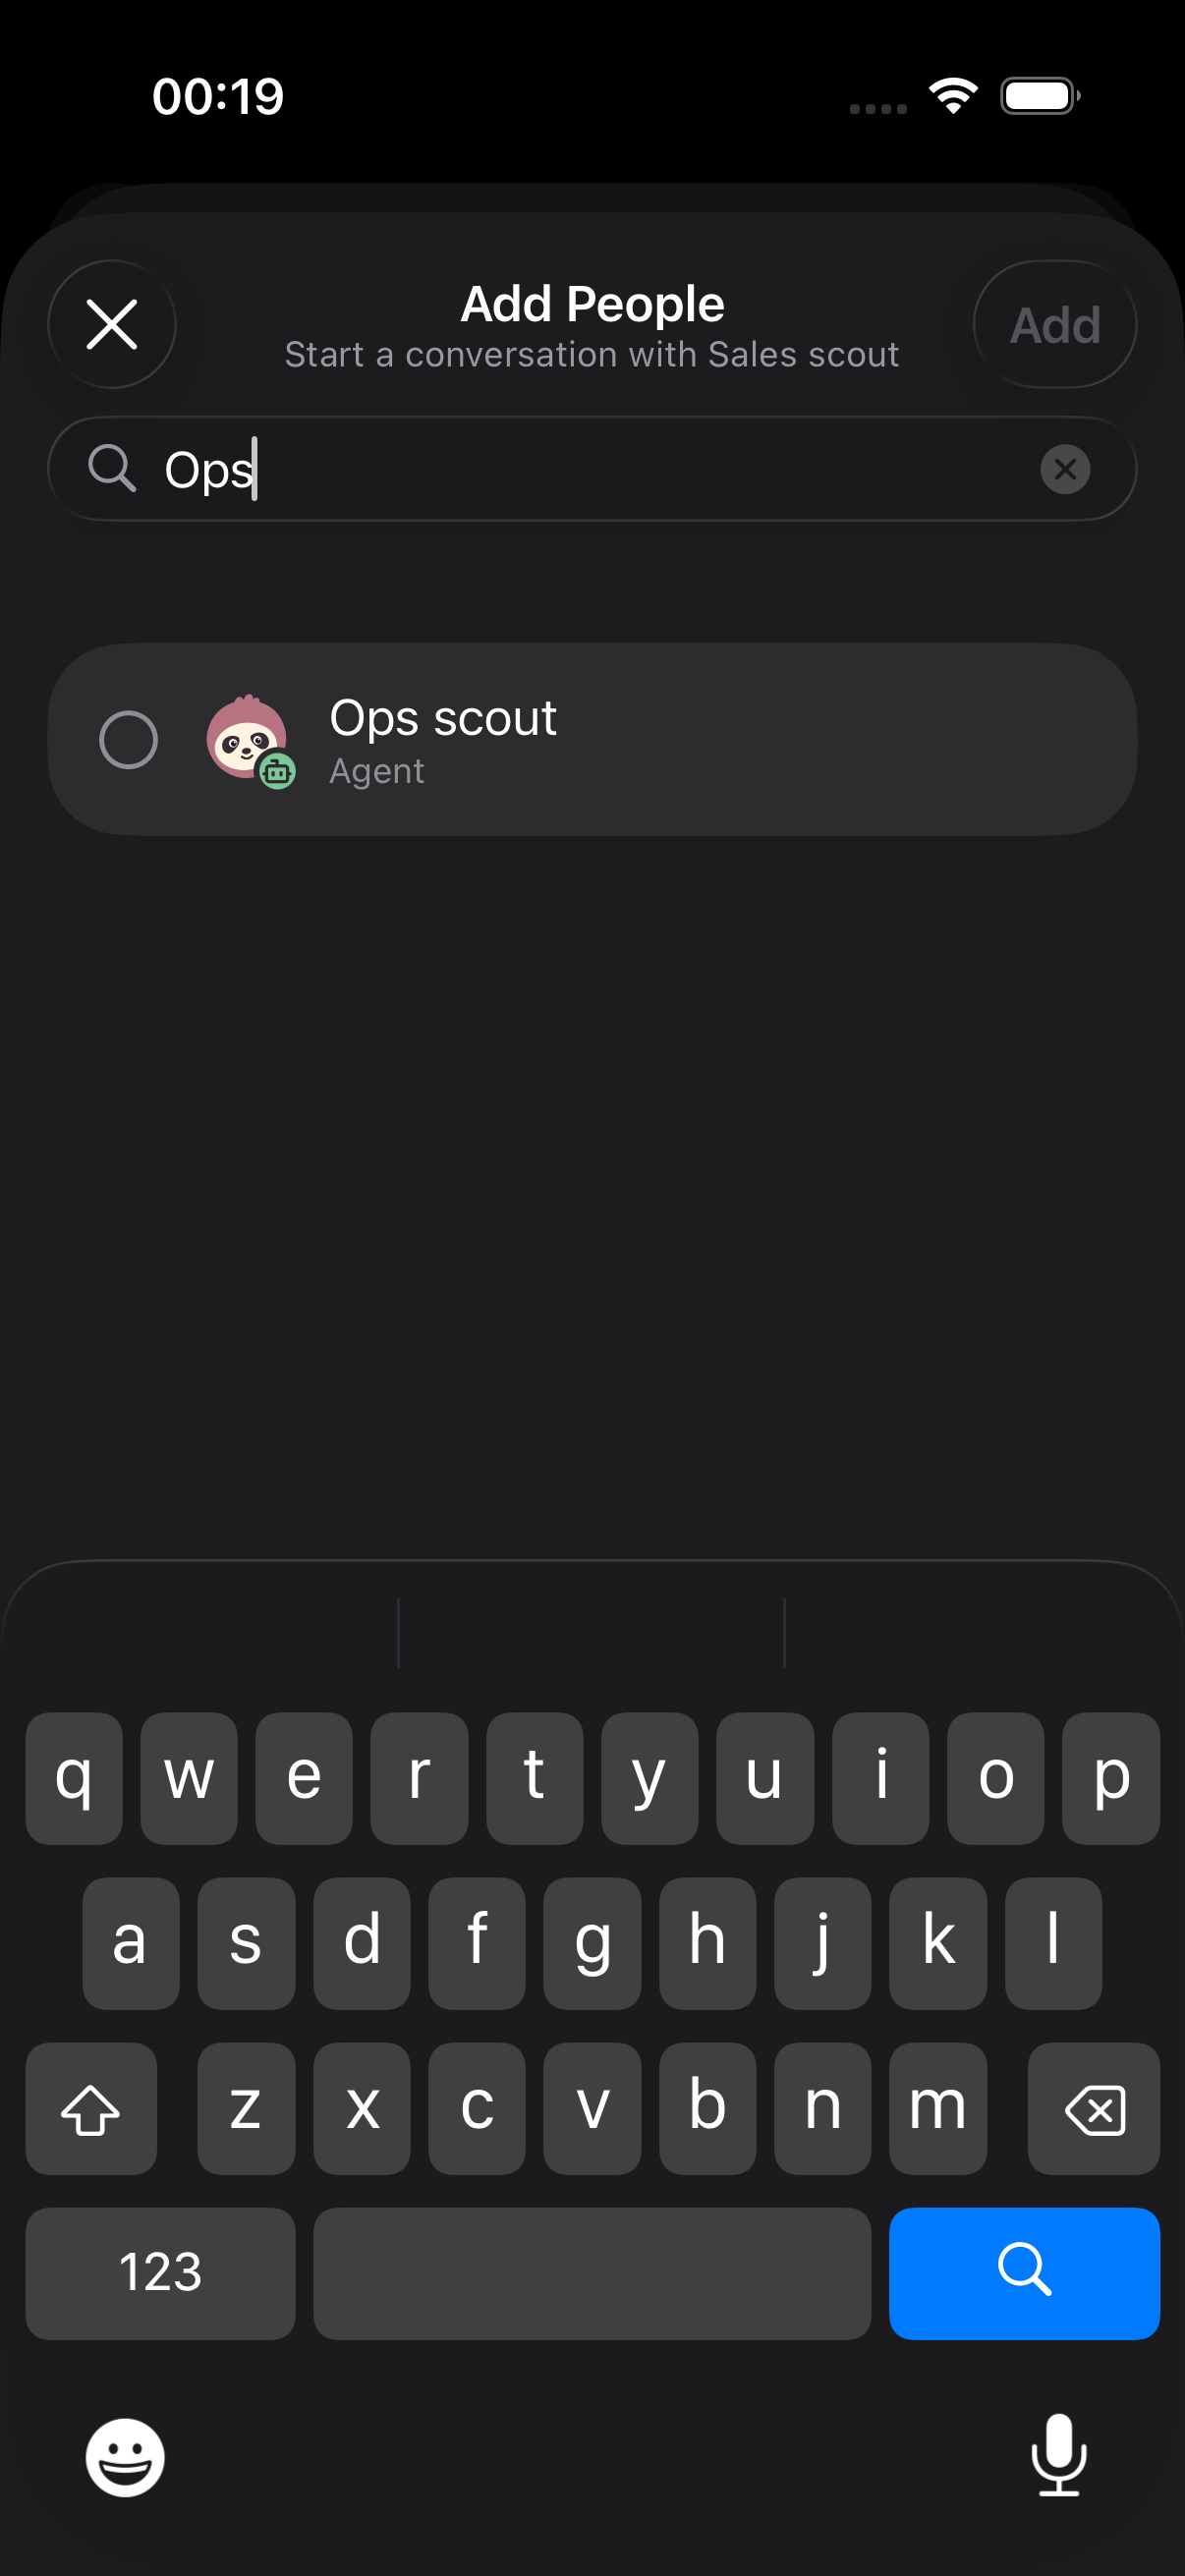 00:19
Add People
Start a conversation with Sales scout
Add
Ops
Ops scout
Agent
q w e r t y u i o p
a s d f g h j k l
z x c v b n m
123